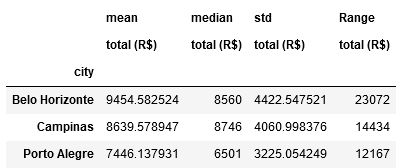 mean median std Range
total (R$) total (R$) total (R$) total (R$)
city
Belo Horizonte 9454.582524 8560 4422.547521 23072
Campinas 8639.578947 8746 4060.998376 14434
Porto Alegre 7446.137931 6501 3225.054249 12167